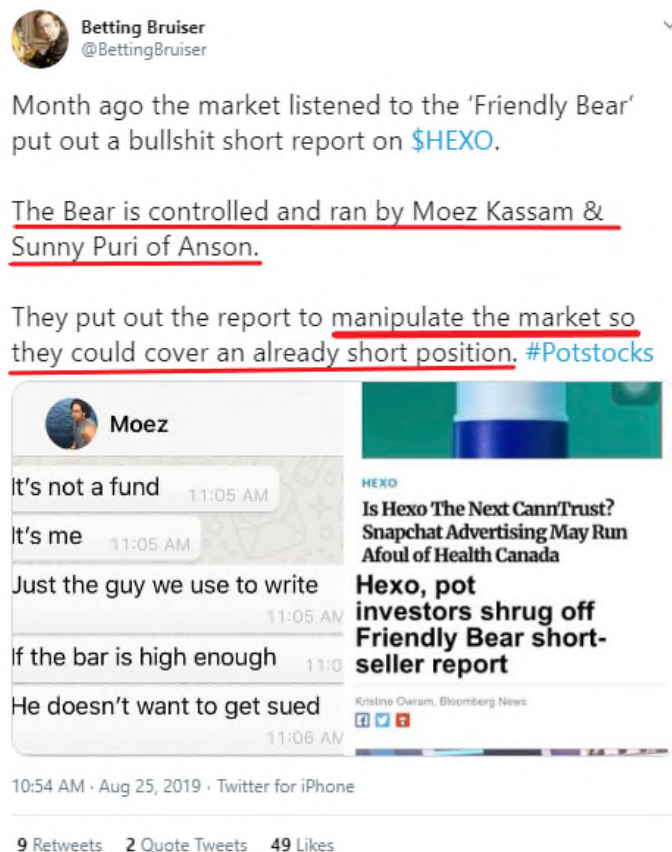 Betting Bruiser
@BettingBruiser
Month ago the market listened to the 'Friendly Bear'
put out a bullshit short report on $HEXO.
The Bear is controlled and ran by Moez Kassam &
Sunny Puri of Anson.
They put out the report to manipulate the market so
they could cover an already short position. #Potstocks
Moez
It's not a fund 11:05 AM
It's me 11:05 AM
Just the guy we use to write
11:05 AM
If the bar is high enough 11:0
He doesn't want to get sued
11:06 AM
HEXO
Is Hexo The Next CannTrust?
Snapchat Advertising May Run
Afoul of Health Canada
Hexo, pot
investors shrug off
Friendly Bear short-
seller report
Kristine Owram, Bloomberg News
10:54 AM · Aug 25, 2019 · Twitter for iPhone
9 Retweets 2 Quote Tweets 49 Likes